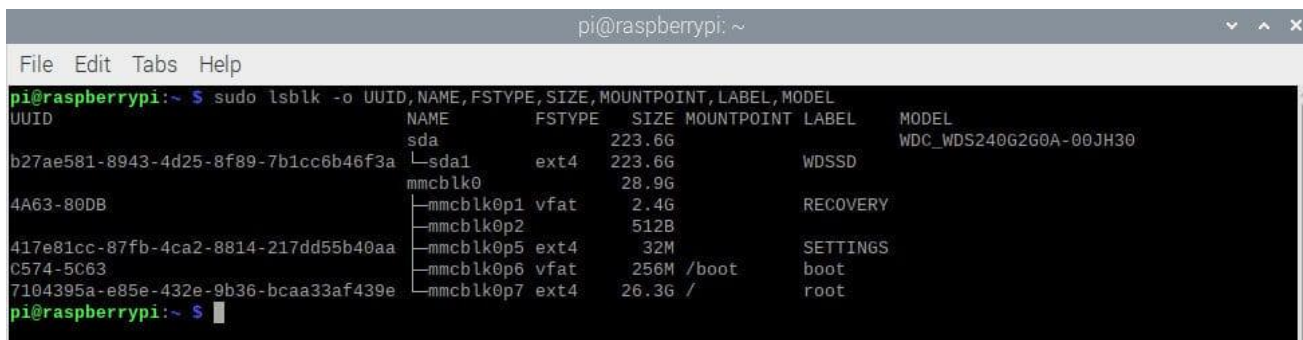 pi@raspberrypi: ~
File Edit Tabs Help
pi@raspberrypi:~ $ sudo lsblk -o UUID,NAME,FSTYPE,SIZE,MOUNTPOINT,LABEL,MODEL
UUID                                 NAME        FSTYPE   SIZE MOUNTPOINT LABEL    MODEL
                                     sda                223.6G                     WDC_WDS240G2G0A-00JH30
b27ae581-8943-4d25-8f89-7b1cc6b46f3a └─sda1      ext4   223.6G            WDSSD
                                     mmcblk0             28.9G
4A63-80DB                            ├─mmcblk0p1 vfat     2.4G            RECOVERY
                                     ├─mmcblk0p2          512B
417e81cc-87fb-4ca2-8814-217dd55b40aa ├─mmcblk0p5 ext4      32M            SETTINGS
C574-5C63                            ├─mmcblk0p6 vfat     256M /boot      boot
7104395a-e85e-432e-9b36-bcaa33af439e └─mmcblk0p7 ext4    26.3G /          root
pi@raspberrypi:~ $